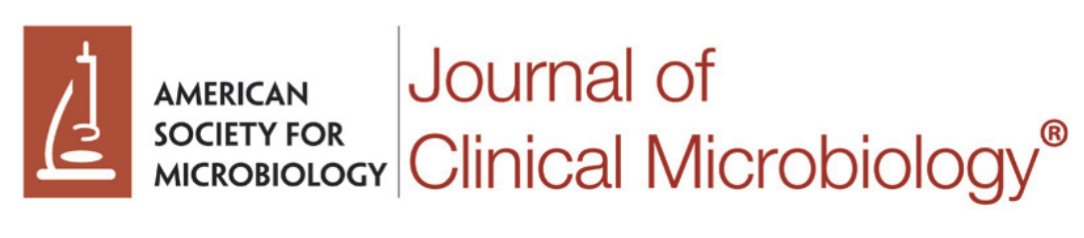 AMERICAN
SOCIETY FOR
MICROBIOLOGY
Journal of
Clinical Microbiology®